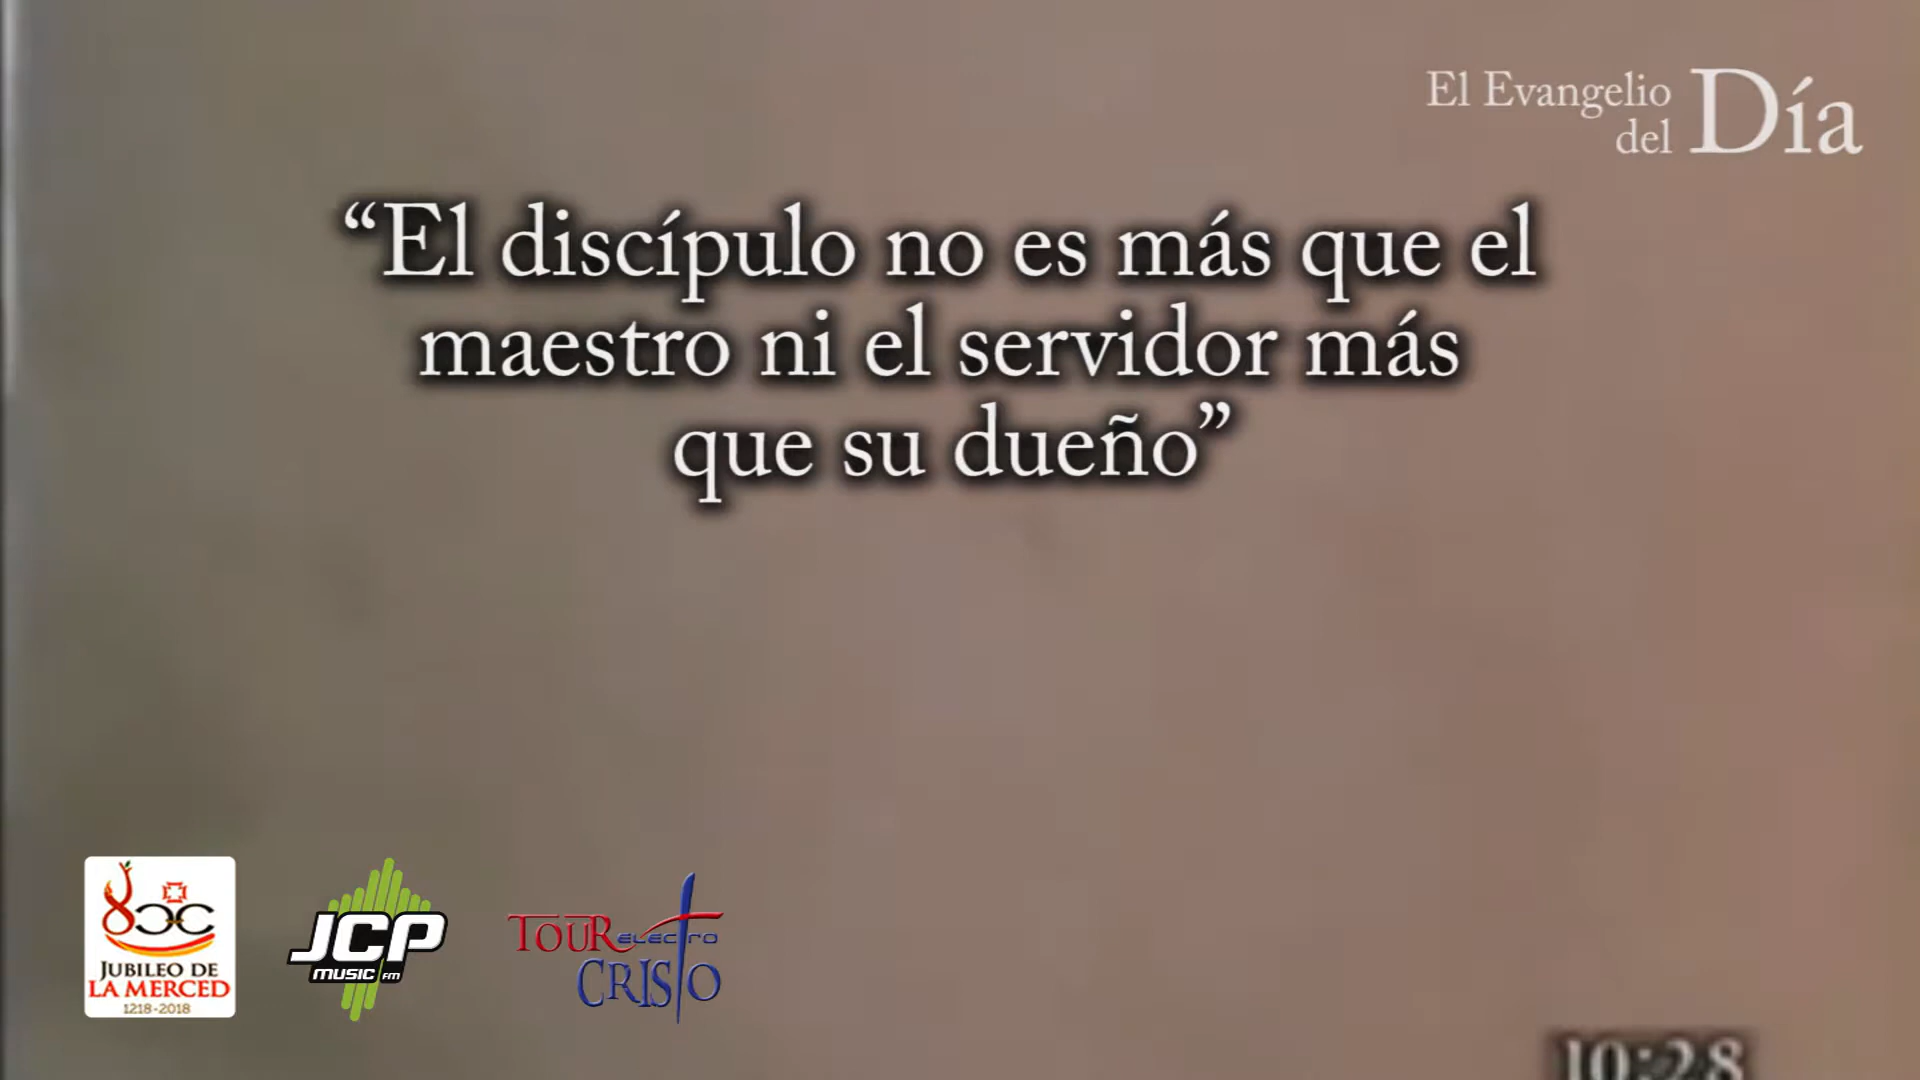 El Evangelio
del Día
“El discípulo no es más que el
maestro ni el servidor más
que su dueño”
JUBILEO DE
LA MERCED
1218-2018
JCP
MUSIC FM
TOUR ELECTRO
CRISTO
10:28